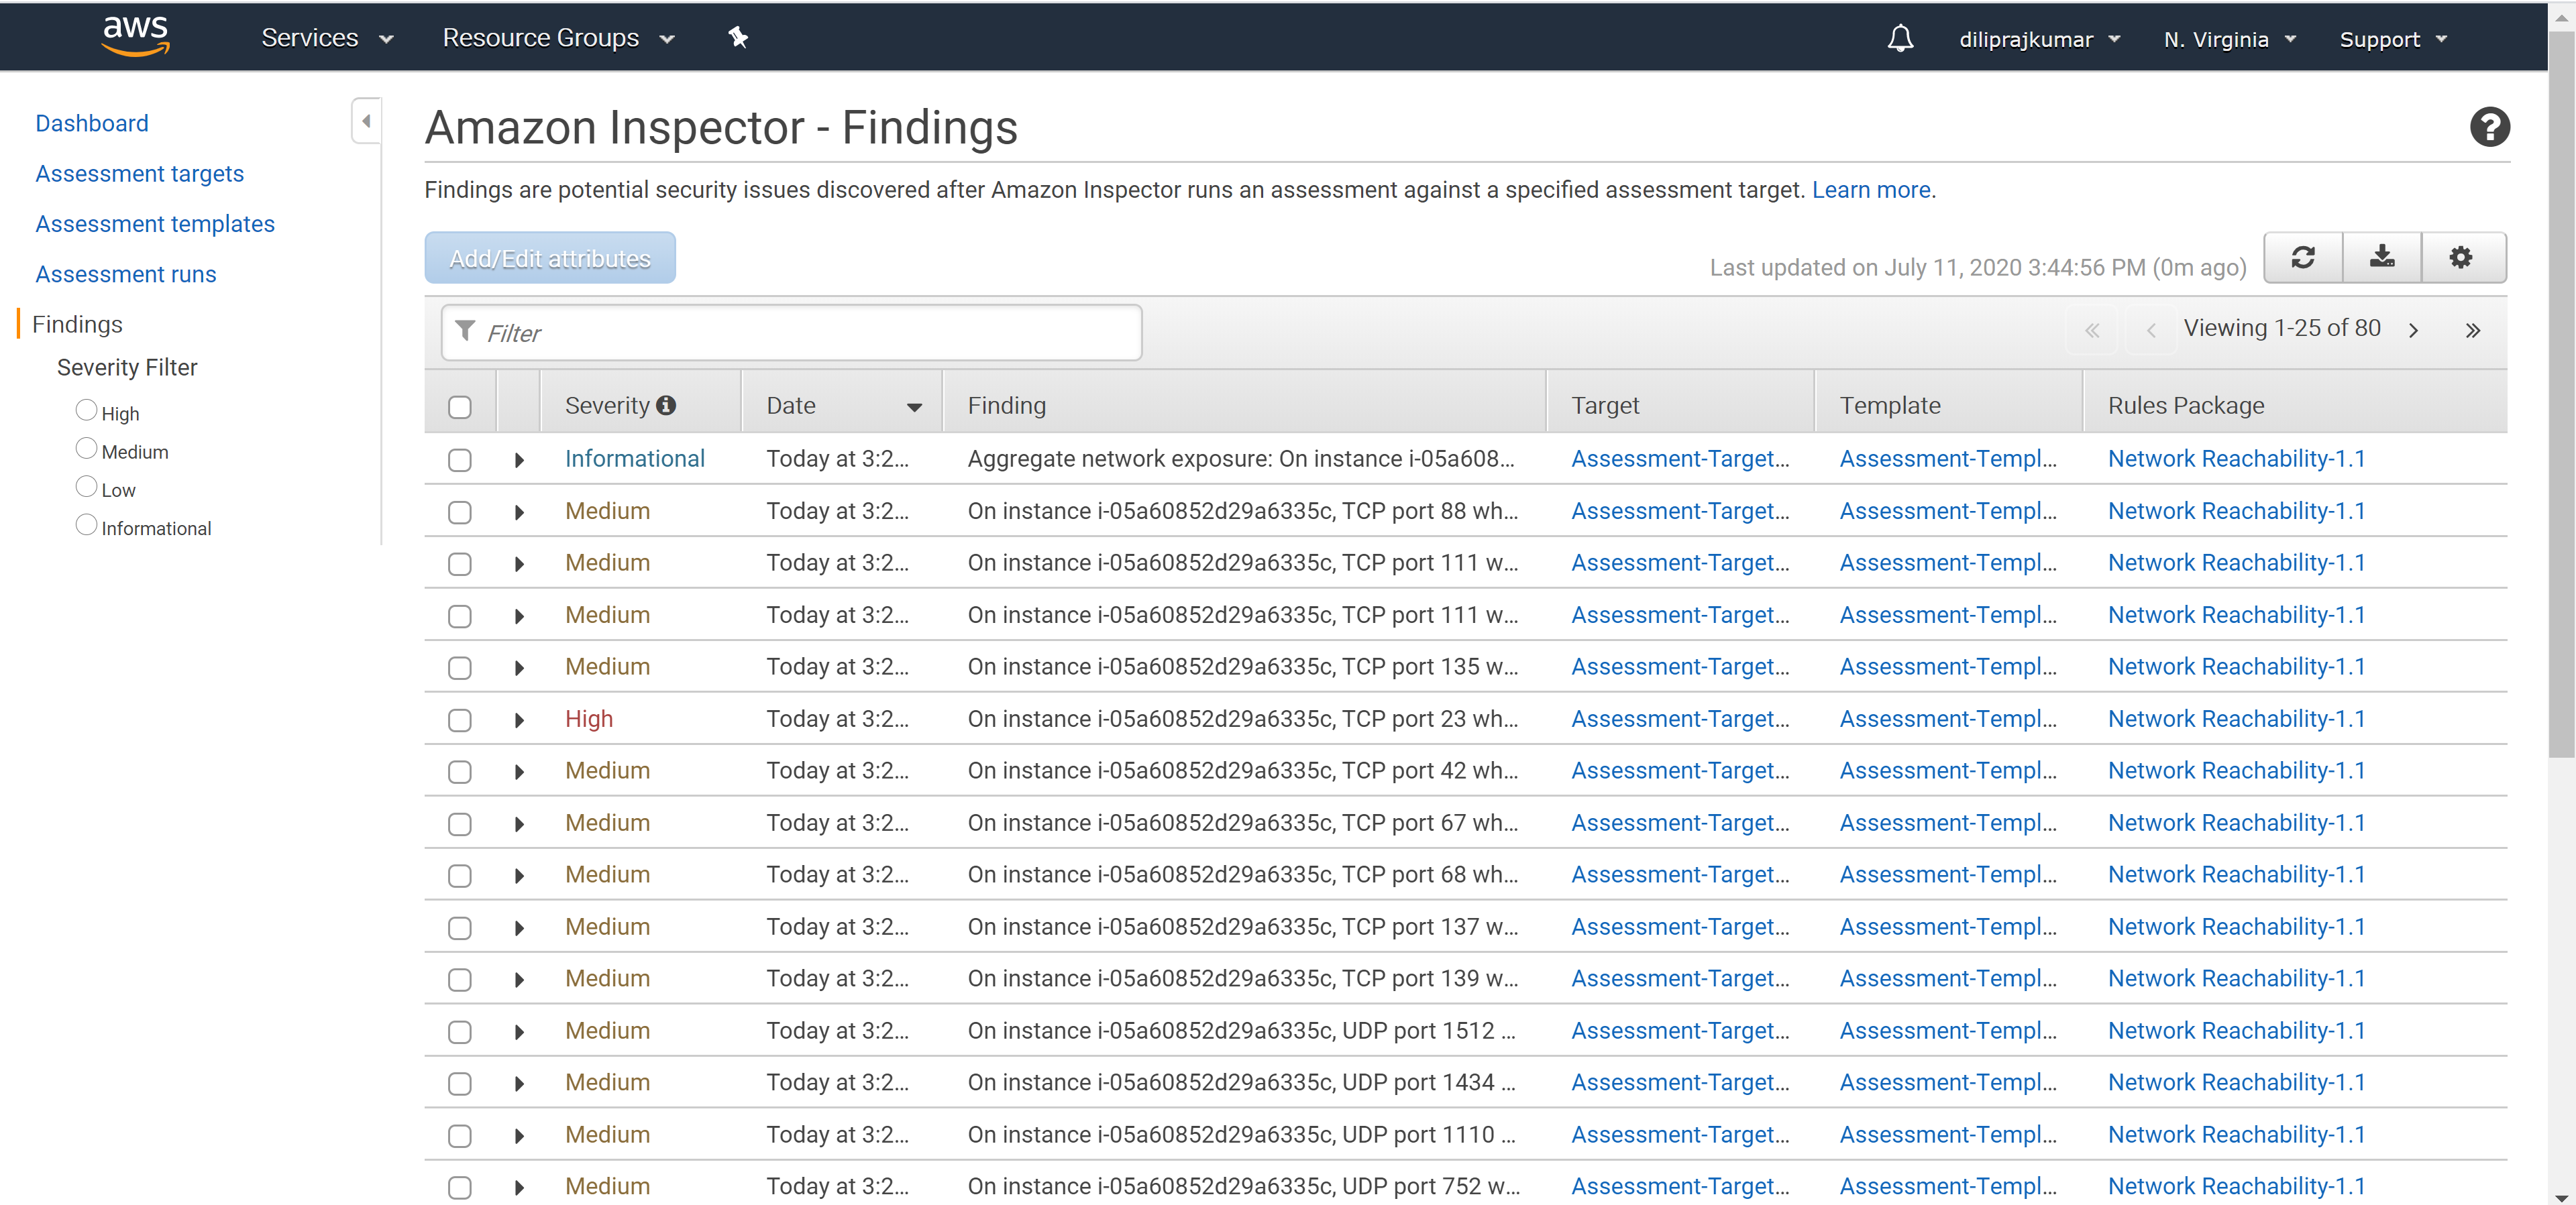 aws Services Resource Groups diliprajkumar N. Virginia Support
Dashboard
Assessment targets
Assessment templates
Assessment runs
Findings
Severity Filter
High
Medium
Low
Informational
Amazon Inspector - Findings
Findings are potential security issues discovered after Amazon Inspector runs an assessment against a specified assessment target. Learn more.
Add/Edit attributes
Last updated on July 11, 2020 3:44:56 PM (0m ago)
Filter
Viewing 1-25 of 80
Severity Date Finding Target Template Rules Package
Informational Today at 3:2... Aggregate network exposure: On instance i-05a608... Assessment-Target... Assessment-Templ... Network Reachability-1.1
Medium Today at 3:2... On instance i-05a60852d29a6335c, TCP port 88 wh... Assessment-Target... Assessment-Templ... Network Reachability-1.1
Medium Today at 3:2... On instance i-05a60852d29a6335c, TCP port 111 w... Assessment-Target... Assessment-Templ... Network Reachability-1.1
Medium Today at 3:2... On instance i-05a60852d29a6335c, TCP port 111 w... Assessment-Target... Assessment-Templ... Network Reachability-1.1
Medium Today at 3:2... On instance i-05a60852d29a6335c, TCP port 135 w... Assessment-Target... Assessment-Templ... Network Reachability-1.1
High Today at 3:2... On instance i-05a60852d29a6335c, TCP port 23 wh... Assessment-Target... Assessment-Templ... Network Reachability-1.1
Medium Today at 3:2... On instance i-05a60852d29a6335c, TCP port 42 wh... Assessment-Target... Assessment-Templ... Network Reachability-1.1
Medium Today at 3:2... On instance i-05a60852d29a6335c, TCP port 67 wh... Assessment-Target... Assessment-Templ... Network Reachability-1.1
Medium Today at 3:2... On instance i-05a60852d29a6335c, TCP port 68 wh... Assessment-Target... Assessment-Templ... Network Reachability-1.1
Medium Today at 3:2... On instance i-05a60852d29a6335c, TCP port 137 w... Assessment-Target... Assessment-Templ... Network Reachability-1.1
Medium Today at 3:2... On instance i-05a60852d29a6335c, TCP port 139 w... Assessment-Target... Assessment-Templ... Network Reachability-1.1
Medium Today at 3:2... On instance i-05a60852d29a6335c, UDP port 1512 ... Assessment-Target... Assessment-Templ... Network Reachability-1.1
Medium Today at 3:2... On instance i-05a60852d29a6335c, UDP port 1434 ... Assessment-Target... Assessment-Templ... Network Reachability-1.1
Medium Today at 3:2... On instance i-05a60852d29a6335c, UDP port 1110 ... Assessment-Target... Assessment-Templ... Network Reachability-1.1
Medium Today at 3:2... On instance i-05a60852d29a6335c, UDP port 752 w... Assessment-Target... Assessment-Templ... Network Reachability-1.1